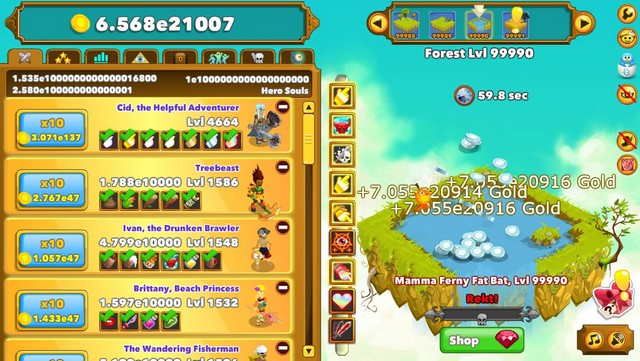 6.568e21007
1.535e1000000000000016800
1e1000000000000000000
2.580e1000000000000001
Hero Souls
Cid, the Helpful Adventurer
x10
Lvl 4664
3.071e137
Treebeast
x10
1.788e10000 Lvl 1586
2.767e47
Ivan, the Drunken Brawler
x10
4.799e10000 Lvl 1548
1.057e47
Brittany, Beach Princess
x10
1.597e10000 Lvl 1532
1.433e47
The Wandering Fisherman
Forest Lvl 99990
59.8 sec
+7.055e20916 Gold
+7.055e20914 Gold
+7.055e20916 Gold
Mamma Ferny Fat Bat, Lvl 99990
Rekt!
Shop